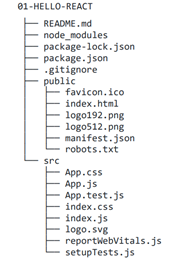 01-HELLO-REACT
README.md
node_modules
package-lock.json
package.json
.gitignore
public
favicon.ico
index.html
logo192.png
logo512.png
manifest.json
robots.txt
src
App.css
App.js
App.test.js
index.css
index.js
logo.svg
reportWebVitals.js
setupTests.js